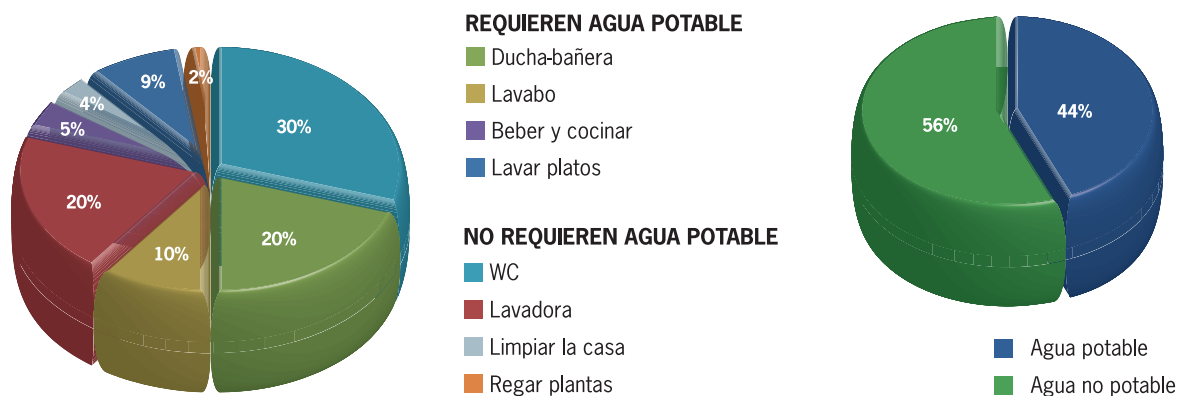 30%
20%
10%
20%
5%
4%
9%
2%
REQUIEREN AGUA POTABLE
Ducha-bañera
Lavabo
Beber y cocinar
Lavar platos
NO REQUIEREN AGUA POTABLE
WC
Lavadora
Limpiar la casa
Regar plantas
56%
44%
Agua potable
Agua no potable